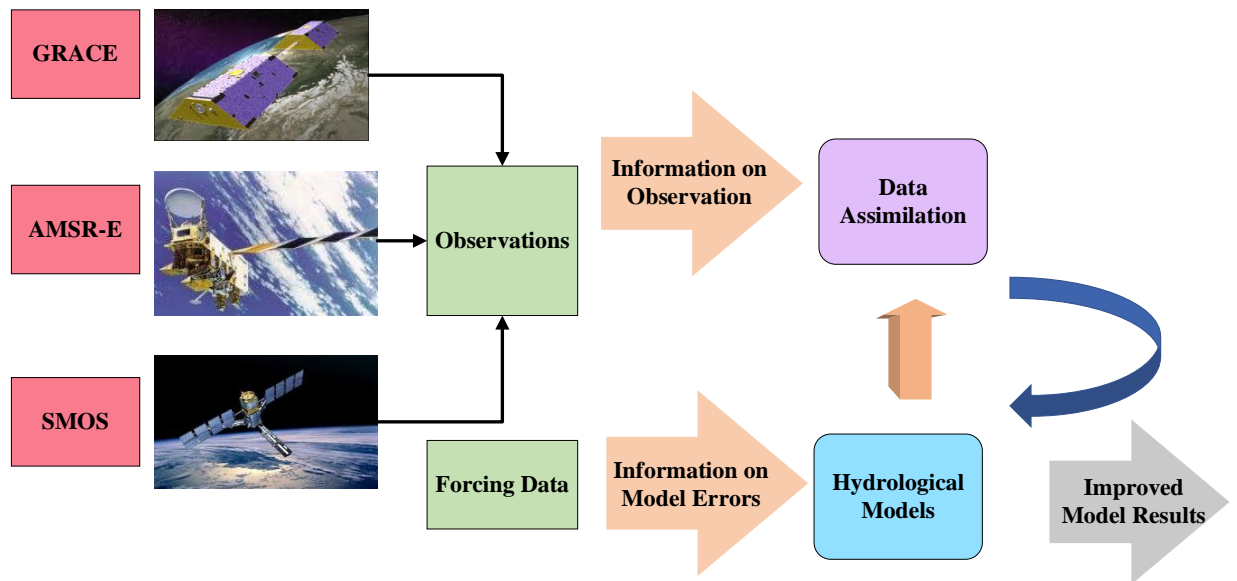 GRACE
AMSR-E
SMOS
Observations
Forcing Data
Information on
Observation
Information on
Model Errors
Data
Assimilation
Hydrological
Models
Improved
Model Results